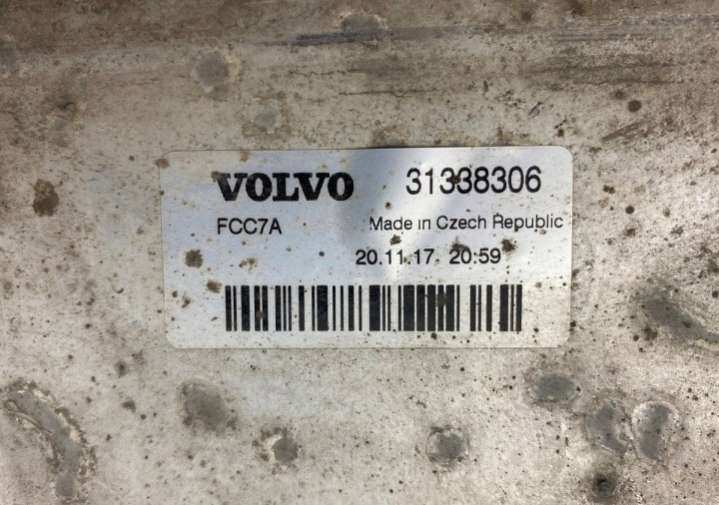 VOLVO 31338306
FCC7A Made in Czech Republic
20.11.17 20:59